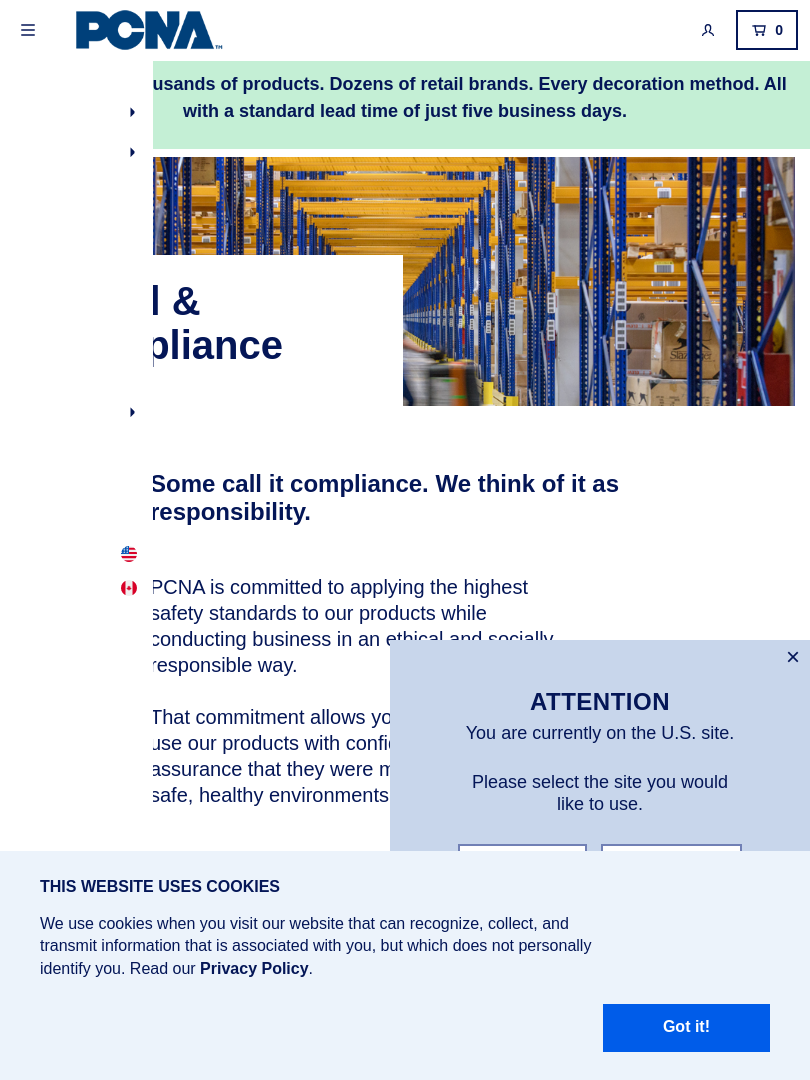 PCNA™
0
usands of products. Dozens of retail brands. Every decoration method. All
with a standard lead time of just five business days.
l &
pliance
Some call it compliance. We think of it as
responsibility.
PCNA is committed to applying the highest
safety standards to our products while
conducting business in an ethical and socially
responsible way.
That commitment allows yo
use our products with confi
assurance that they were m
safe, healthy environments
×
ATTENTION
You are currently on the U.S. site.
Please select the site you would
like to use.
THIS WEBSITE USES COOKIES
We use cookies when you visit our website that can recognize, collect, and
transmit information that is associated with you, but which does not personally
identify you. Read our Privacy Policy.
Got it!